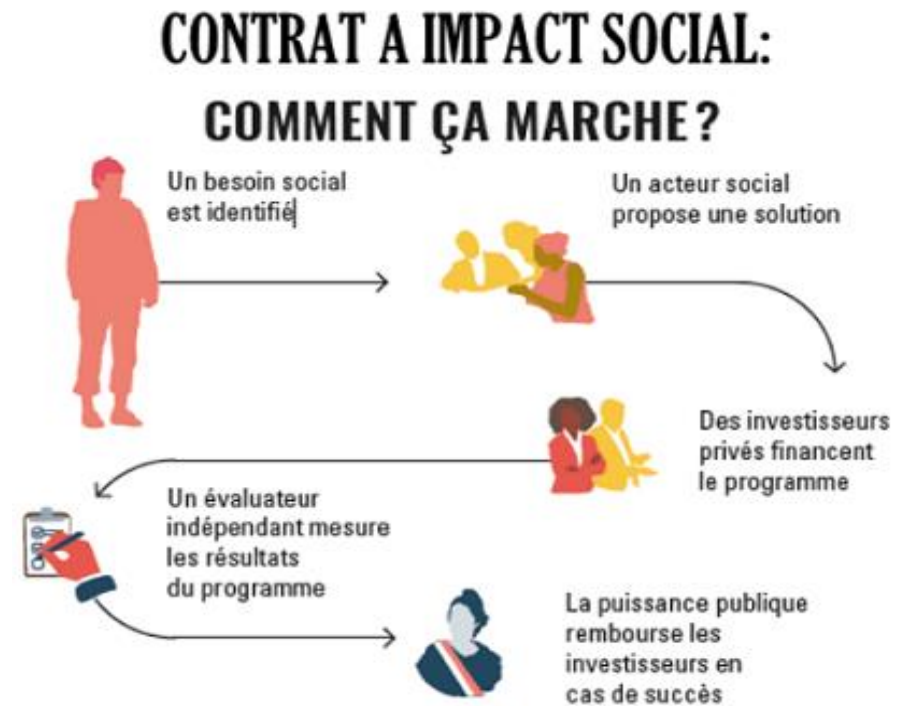 CONTRAT A IMPACT SOCIAL:
COMMENT ÇA MARCHE?
Un besoin social
est identifié
Un acteur social
propose une solution
Des investisseurs
privés financent
le programme
Un évaluateur
indépendant mesure
les résultats
du programme
La puissance publique
rembourse les
investisseurs en
cas de succès